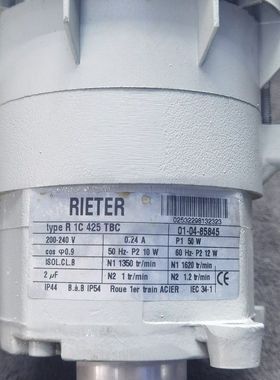 02532298132323
RIETER
type R 1C 425 TBC 01-04-85845
200-240 V 0.24 A P1 50 W
cos φ0.9 50 Hz- P2 10 W 60 Hz- P2 12 W
ISOL.CL.B N1 1350 tr/min N1 1620 tr/min
2 µF N2 1 tr/min N2 1.2 tr/min CE
IP44 B.à.B IP54 Roue 1er train ACIER IEC 34-1